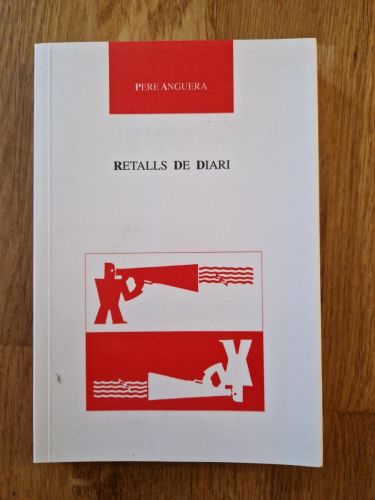 PERE ANGUERA
RETALLS DE DIARI